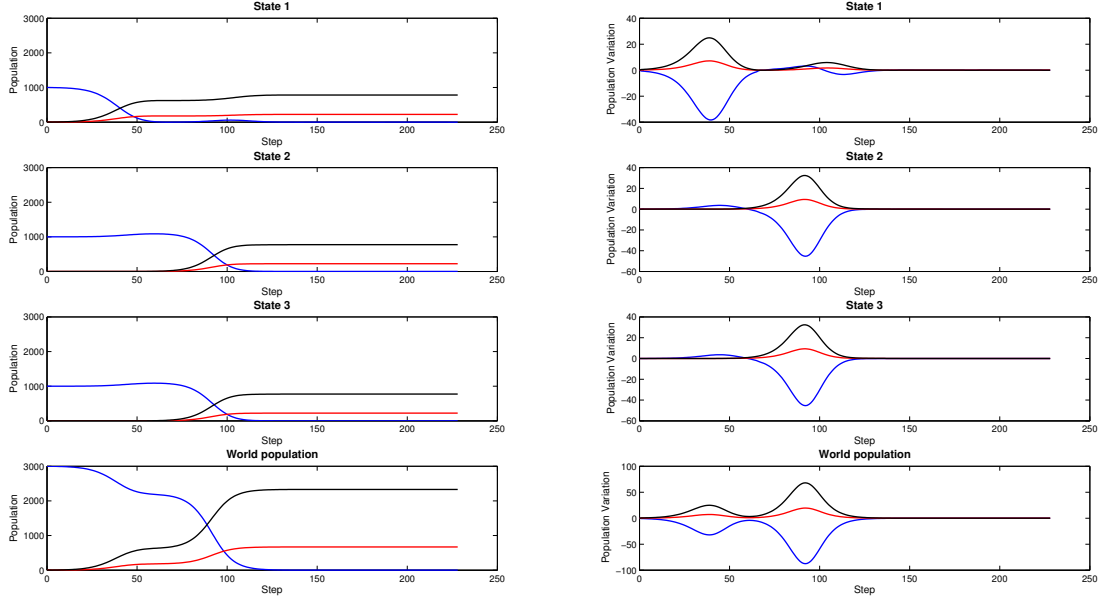 State 1
3000
2000
1000
0
Population
0 50 100 150 200 250
Step
State 1
40
20
0
−20
−40
Population Variation
0 50 100 150 200 250
Step
State 2
3000
2000
1000
0
Population
0 50 100 150 200 250
Step
State 2
40
20
0
−20
−40
−60
Population Variation
0 50 100 150 200 250
Step
State 3
3000
2000
1000
0
Population
0 50 100 150 200 250
Step
State 3
40
20
0
−20
−40
−60
Population Variation
0 50 100 150 200 250
Step
World population
3000
2000
1000
0
Population
0 50 100 150 200 250
Step
World population
100
50
0
−50
−100
Population Variation
0 50 100 150 200 250
Step